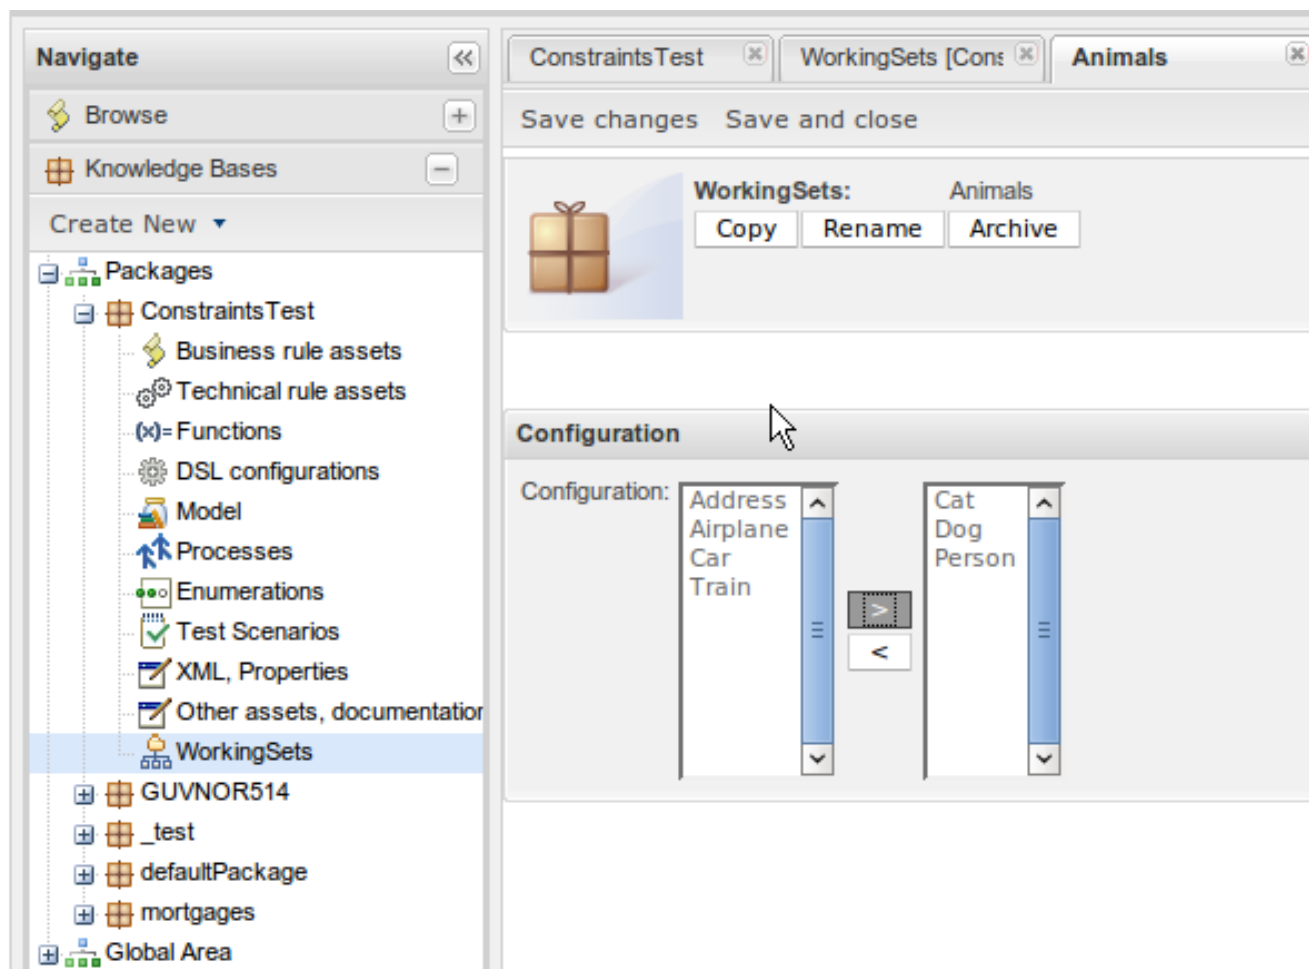 Navigate
Browse
Knowledge Bases
Create New
Packages
ConstraintsTest
Business rule assets
Technical rule assets
(x)= Functions
DSL configurations
Model
Processes
Enumerations
Test Scenarios
XML, Properties
Other assets, documentation
WorkingSets
GUVNOR514
_test
defaultPackage
mortgages
Global Area
ConstraintsTest WorkingSets [Cons Animals
Save changes Save and close
WorkingSets: Animals
Copy Rename Archive
Configuration
Configuration:
Address
Airplane
Car
Train
>
<
Cat
Dog
Person